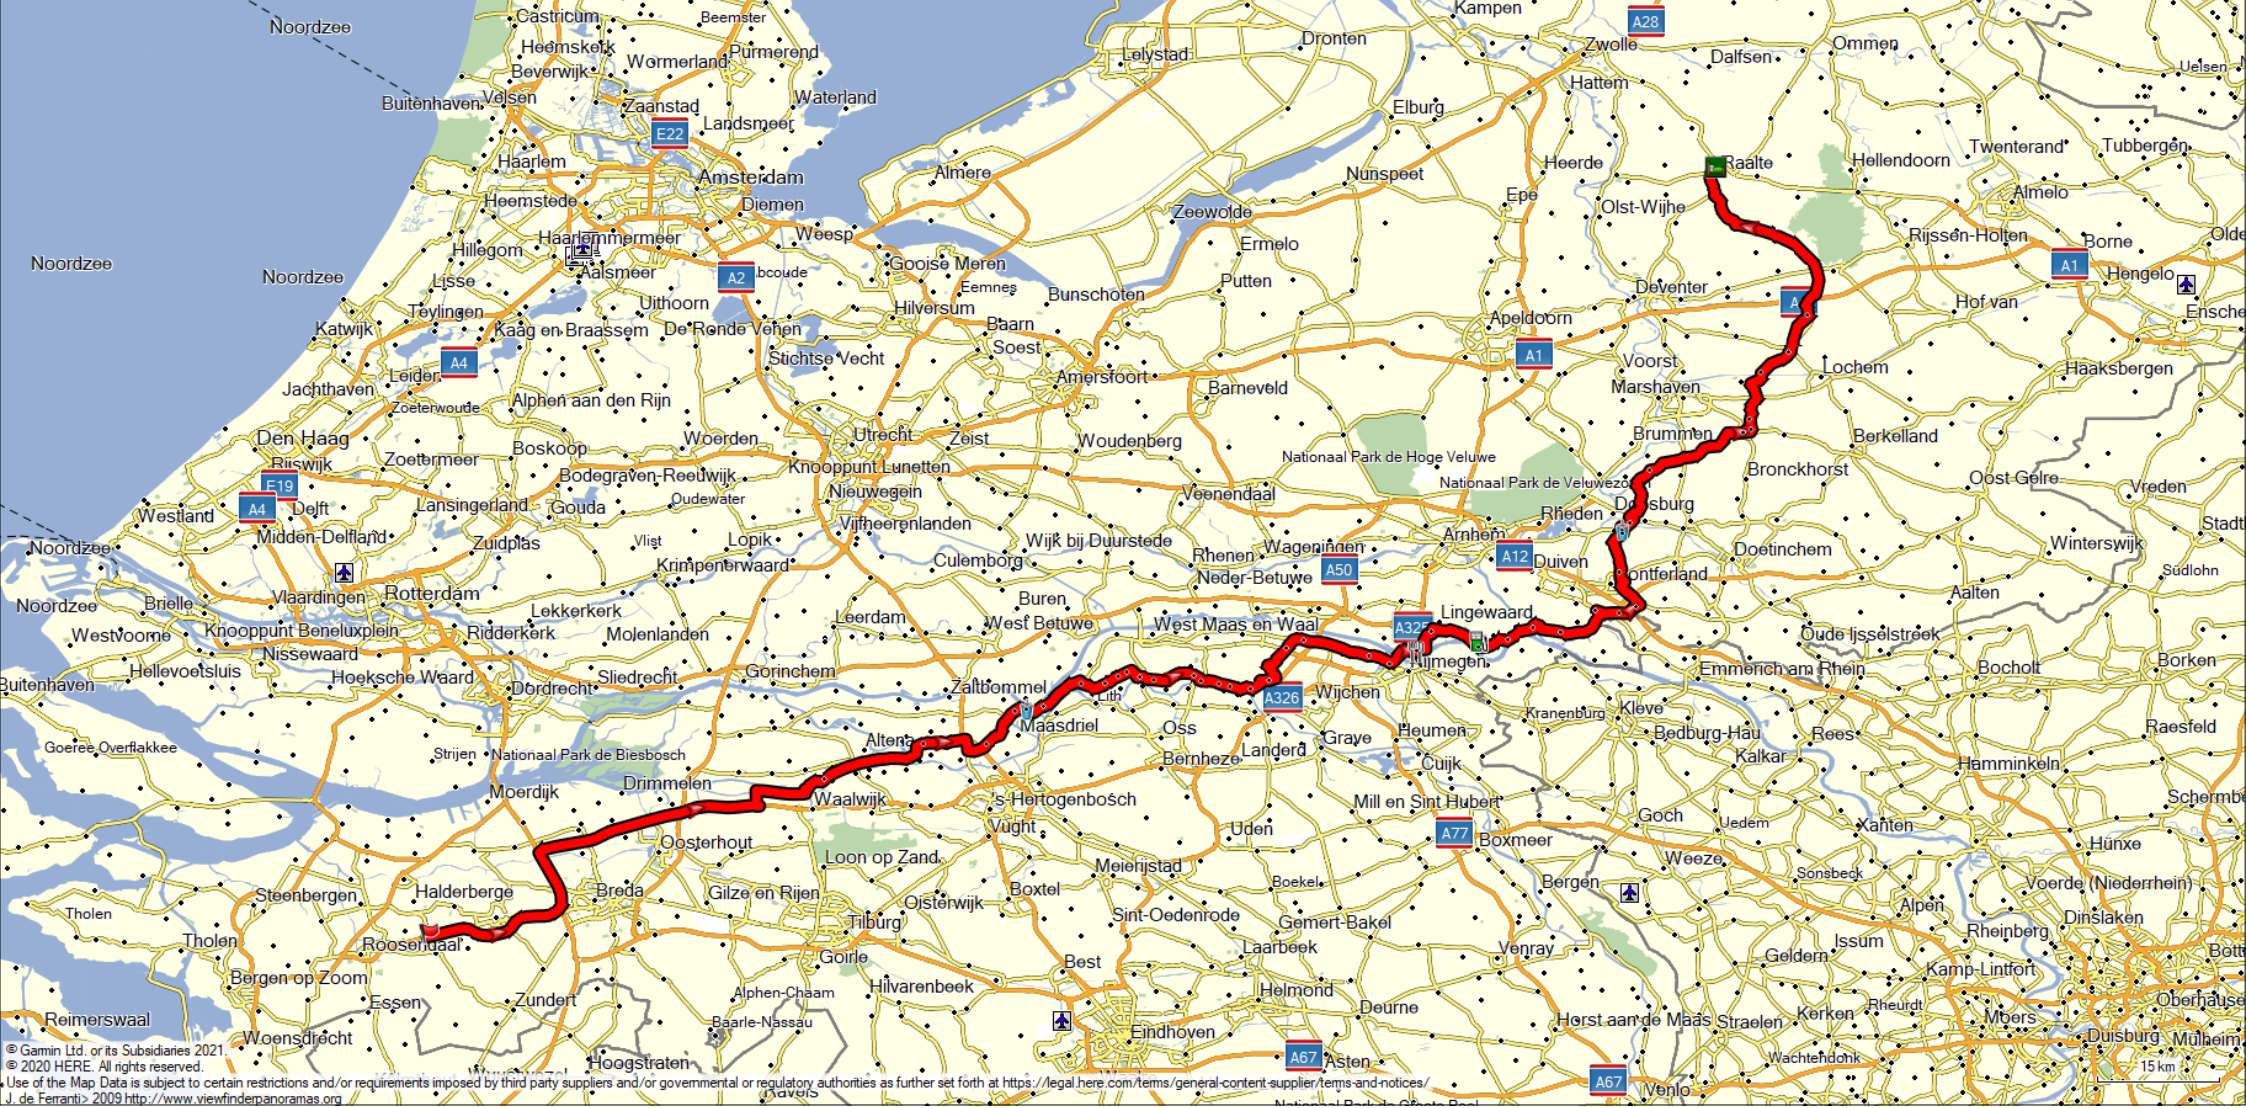 Noordzee
Castricum
Beemster
Kampen
A28
Heemskerk
Purmerend
Dronten
Zwolle
Ommen
Wormerland
Lelystad
Dalfsen
Uelsen
Beverwijk
Hattem
Buitenhaven
Velsen
Zaanstad
Waterland
Elburg
E22
Landsmeer
Haarlem
Twenterand
Tubbergen
Amsterdam
Almere
Nunspeet
Heerde
Raalte
Hellendoorn
Heemstede
Diemen
Epe
Almelo
Zeewolde
Olst-Wijhe
Hillegom
Haarlemmermeer
Weesp
Ermelo
Rijssen-Holten
Borne
Noordzee
Noordzee
Lisse
Aalsmeer
A2
Gooise Meren
Putten
A1
Hengelo
Teylingen
Uithoorn
Eemnes
Bunschoten
Deventer
Hof van
Katwijk
Kaag en Braassem
De Ronde Venen
Hilversum
Baarn
Apeldoorn
A4
Leiden
Stichtse Vecht
Soest
A1
Voorst
Lochem
Haaksbergen
Jachthaven
Amersfoort
Barneveld
Marshaven
Zoeterwoude
Alphen aan den Rijn
Den Haag
Boskoop
Woerden
Utrecht
Zeist
Woudenberg
Brummen
Berkelland
Rijswijk
Zoetermeer
Bodegraven-Reeuwijk
Knooppunt Lunetten
Nationaal Park de Hoge Veluwe
Bronckhorst
E19
A4
Delft
Lansingerland
Gouda
Oudewater
Nieuwegein
Veenendaal
Oost Gelre
Vreden
Westland
Midden-Delfland
Zuidplas
Vlist
Lopik
Vijfheerenlanden
Wijk bij Duurstede
Rheden
Noordzee
Krimpenerwaard
Culemborg
Rhenen
Wageningen
Arnhem
A12
Duiven
Doetinchem
Winterswijk
A50
Neder-Betuwe
Südlohn
Noordzee
Brielle
Vlaardingen
Rotterdam
Lekkerkerk
Leerdam
Buren
West Betuwe
West Maas en Waal
A325
Lingewaard
Aalten
Westvoorne
Knooppunt Beneluxplein
Ridderkerk
Molenlanden
Oude Ijsselstreek
Hellevoetsluis
Nissewaard
Hoeksche Waard
Sliedrecht
Gorinchem
Nijmegen
Emmerich am Rhein
Bocholt
Borken
Buitenhaven
Dordrecht
Zaltbommel
Lith
A326
Wijchen
Kranenburg
Kleve
Goeree Overflakkee
Strijen
Nationaal Park de Biesbosch
Altena
Maasdriel
Oss
Heumen
Bedburg-Hau
Rees
Raesfeld
Landerd
Grave
Moerdijk
Drimmelen
Bernheze
Cuijk
Kalkar
Hamminkeln
Waalwijk
's-Hertogenbosch
Mill en Sint Hubert
Vught
Uden
A77
Boxmeer
Goch
Uedem
Xanten
Oosterhout
Loon op Zand
Meierijstad
Weeze
Hünxe
Steenbergen
Halderberge
Breda
Gilze en Rijen
Boxtel
Boekel
Bergen
Sonsbeck
Voerde (Niederrhein)
Tholen
Oisterwijk
Sint-Oedenrode
Gemert-Bakel
Alpen
Dinslaken
Tholen
Roosendaal
Tilburg
Laarbeek
Venray
Geldern
Issum
Rheinberg
Bergen op Zoom
Goirle
Best
Kamp-Lintfort
Essen
Zundert
Alphen-Chaam
Hilvarenbeek
Helmond
Deurne
Rheurdt
Reimerswaal
Baarle-Nassau
Eindhoven
Horst aan de Maas
Straelen
Kerken
Moers
Woensdrecht
Hoogstraten
A67
Asten
Wachtendonk
Duisburg
A67
Venlo
15 km
© Garmin Ltd. or its Subsidiaries 2021.
© 2020 HERE. All rights reserved.
Use of the Map Data is subject to certain restrictions and/or requirements imposed by third party suppliers and/or governmental or regulatory authorities as further set forth at https://legal.here.com/terms/general-content-supplier/terms-and-notices/
J. de Ferranti> 2009 http://www.viewfinderpanoramas.org